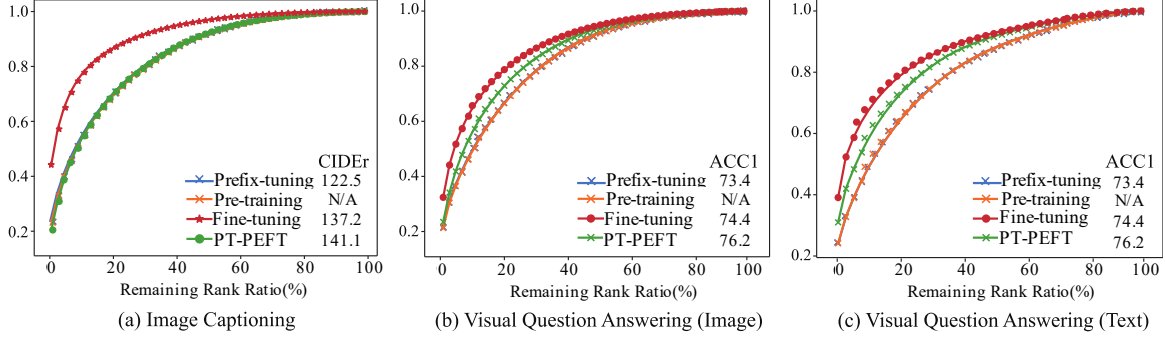 1.0
0.8
0.6
0.4
0.2
CIDEr
Prefix-tuning 122.5
Pre-training N/A
Fine-tuning 137.2
PT-PEFT 141.1
0 20 40 60 80 100
Remaining Rank Ratio(%)
(a) Image Captioning
1.0
0.8
0.6
0.4
0.2
ACC1
Prefix-tuning 73.4
Pre-training N/A
Fine-tuning 74.4
PT-PEFT 76.2
0 20 40 60 80 100
Remaining Rank Ratio(%)
(b) Visual Question Answering (Image)
1.0
0.8
0.6
0.4
0.2
ACC1
Prefix-tuning 73.4
Pre-training N/A
Fine-tuning 74.4
PT-PEFT 76.2
0 20 40 60 80 100
Remaining Rank Ratio(%)
(c) Visual Question Answering (Text)